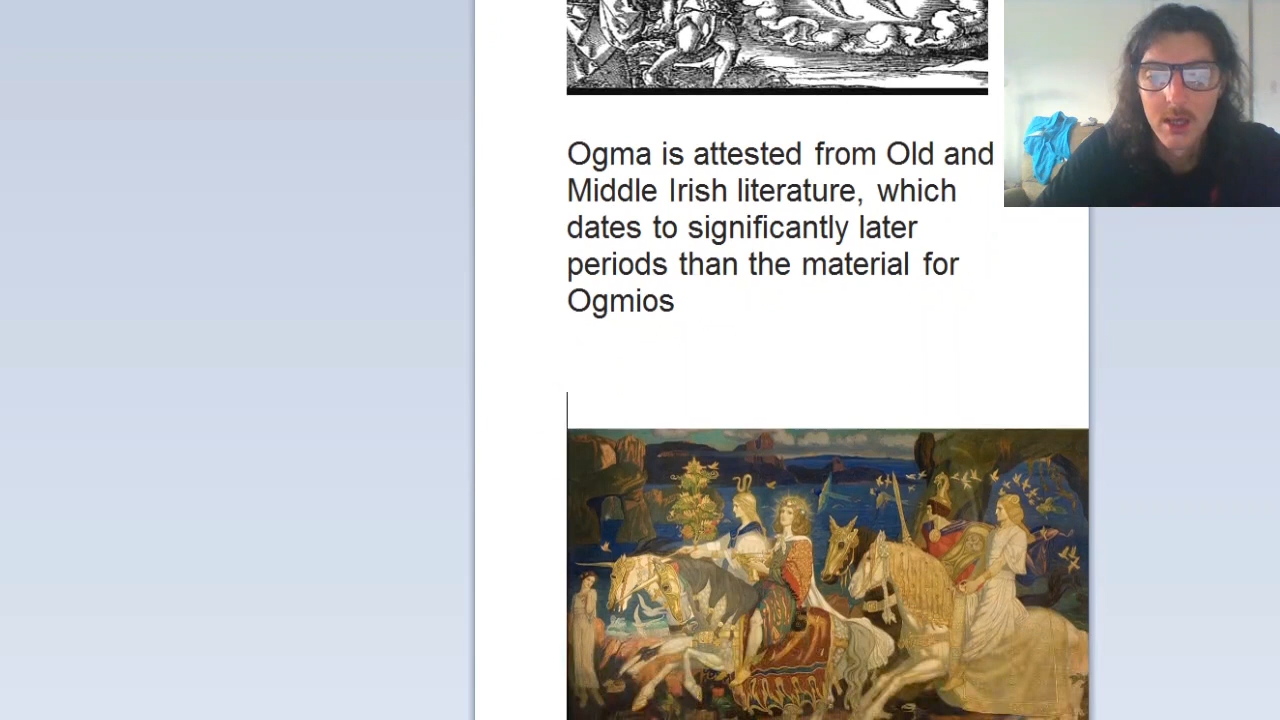 Ogma is attested from Old and
Middle Irish literature, which
dates to significantly later
periods than the material for
Ogmios